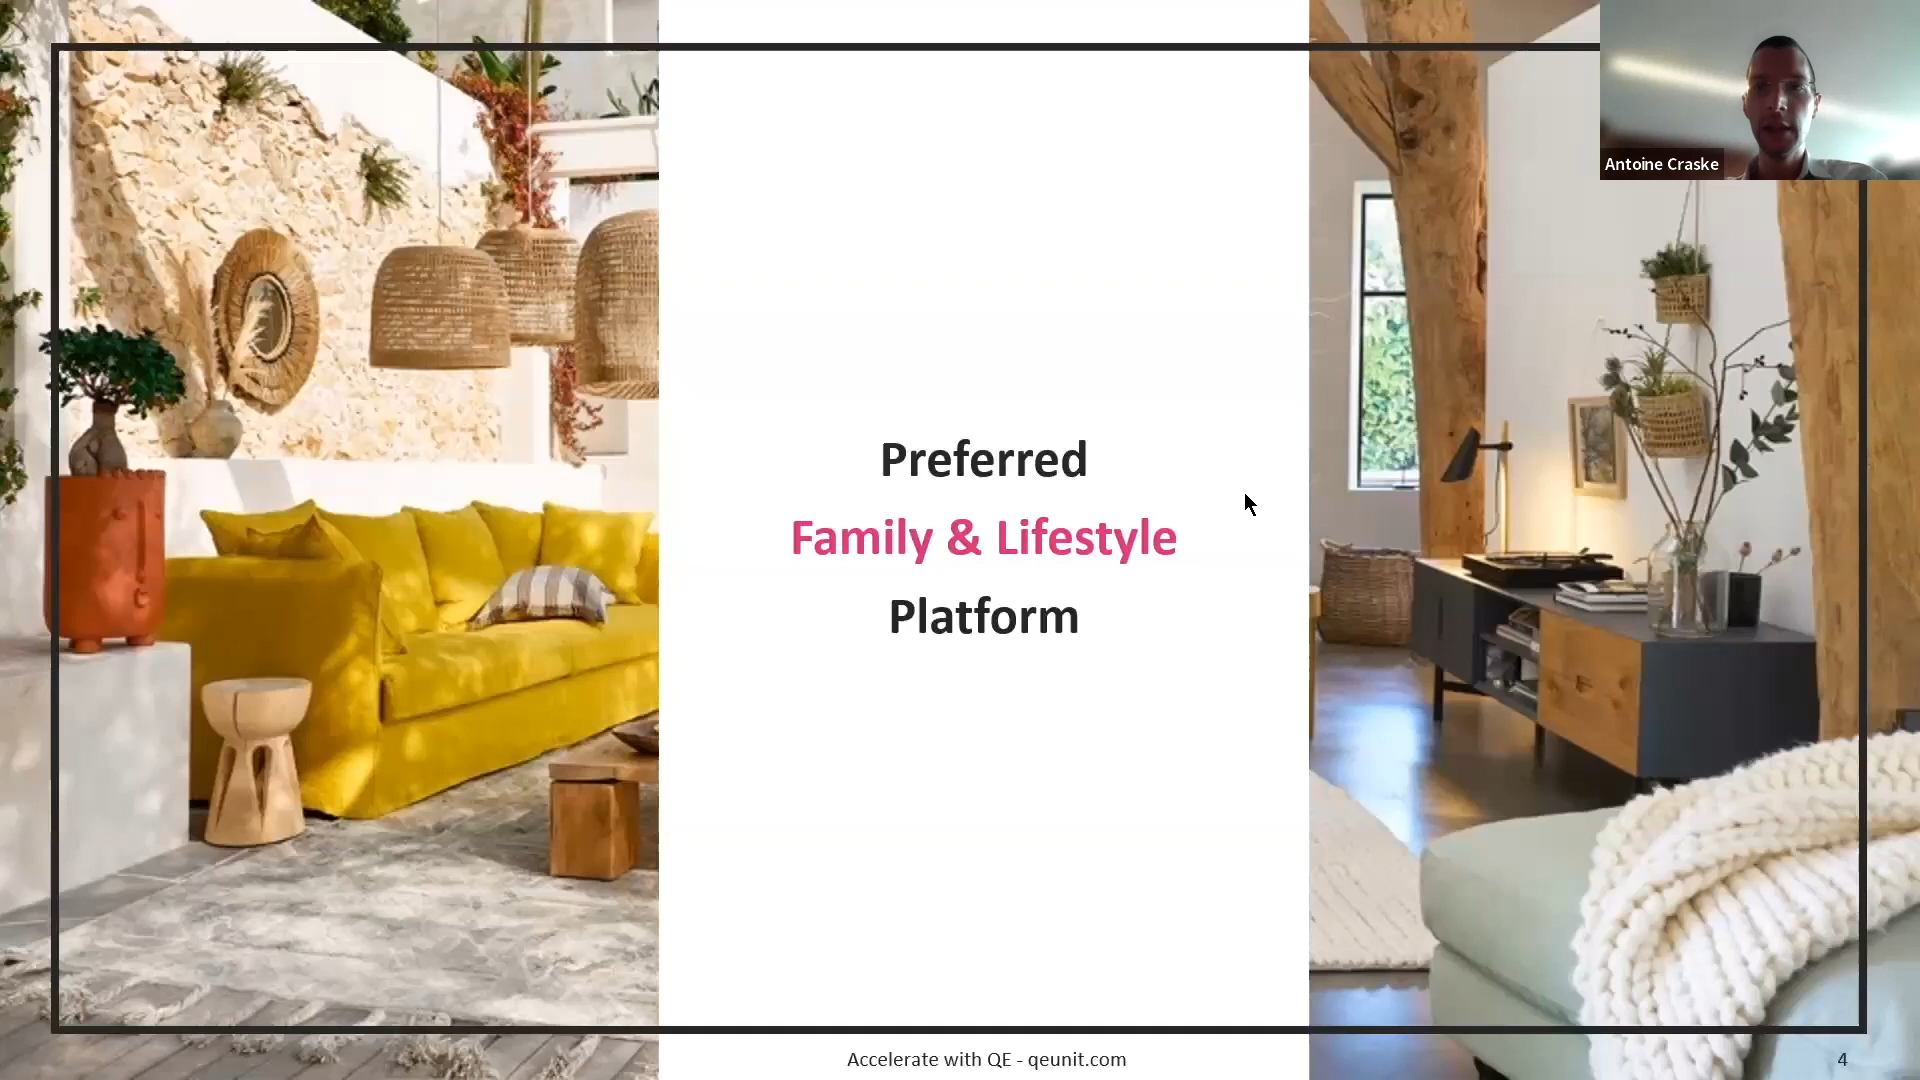 Antoine Craske
Preferred
Family & Lifestyle
Platform
Accelerate with QE - qeunit.com
4